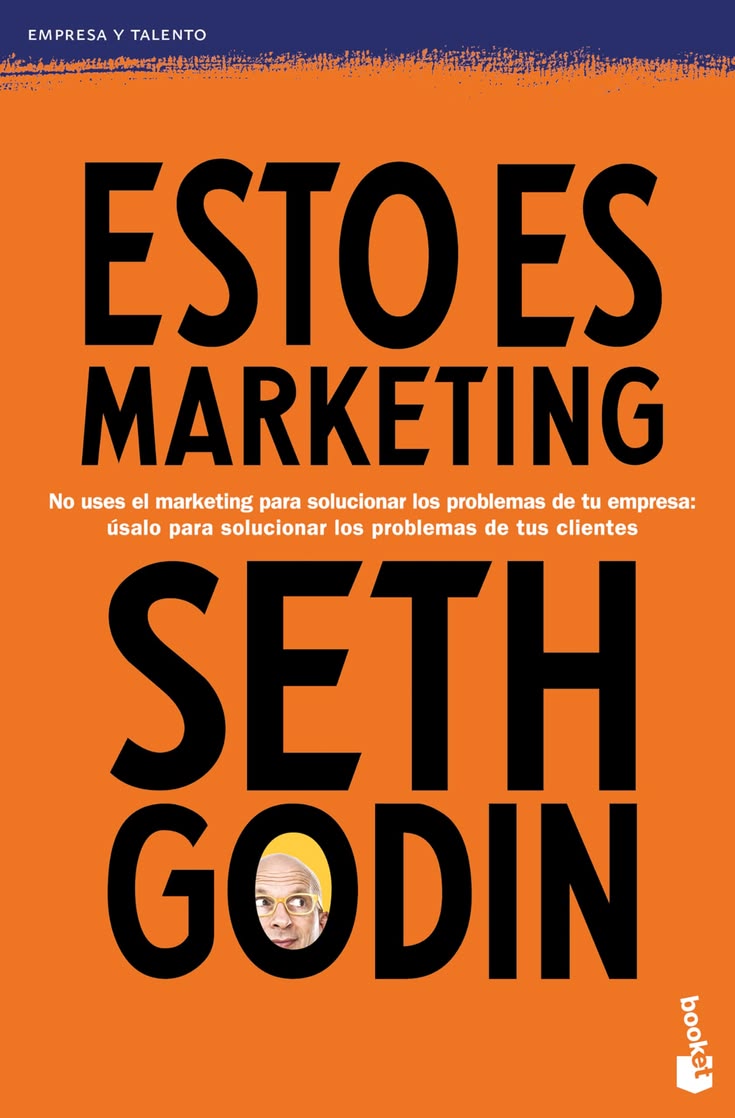 EMPRESA Y TALENTO
ESTO ES
MARKETING
No uses el marketing para solucionar los problemas de tu empresa:
úsalo para solucionar los problemas de tus clientes
SETH
GODIN
booket